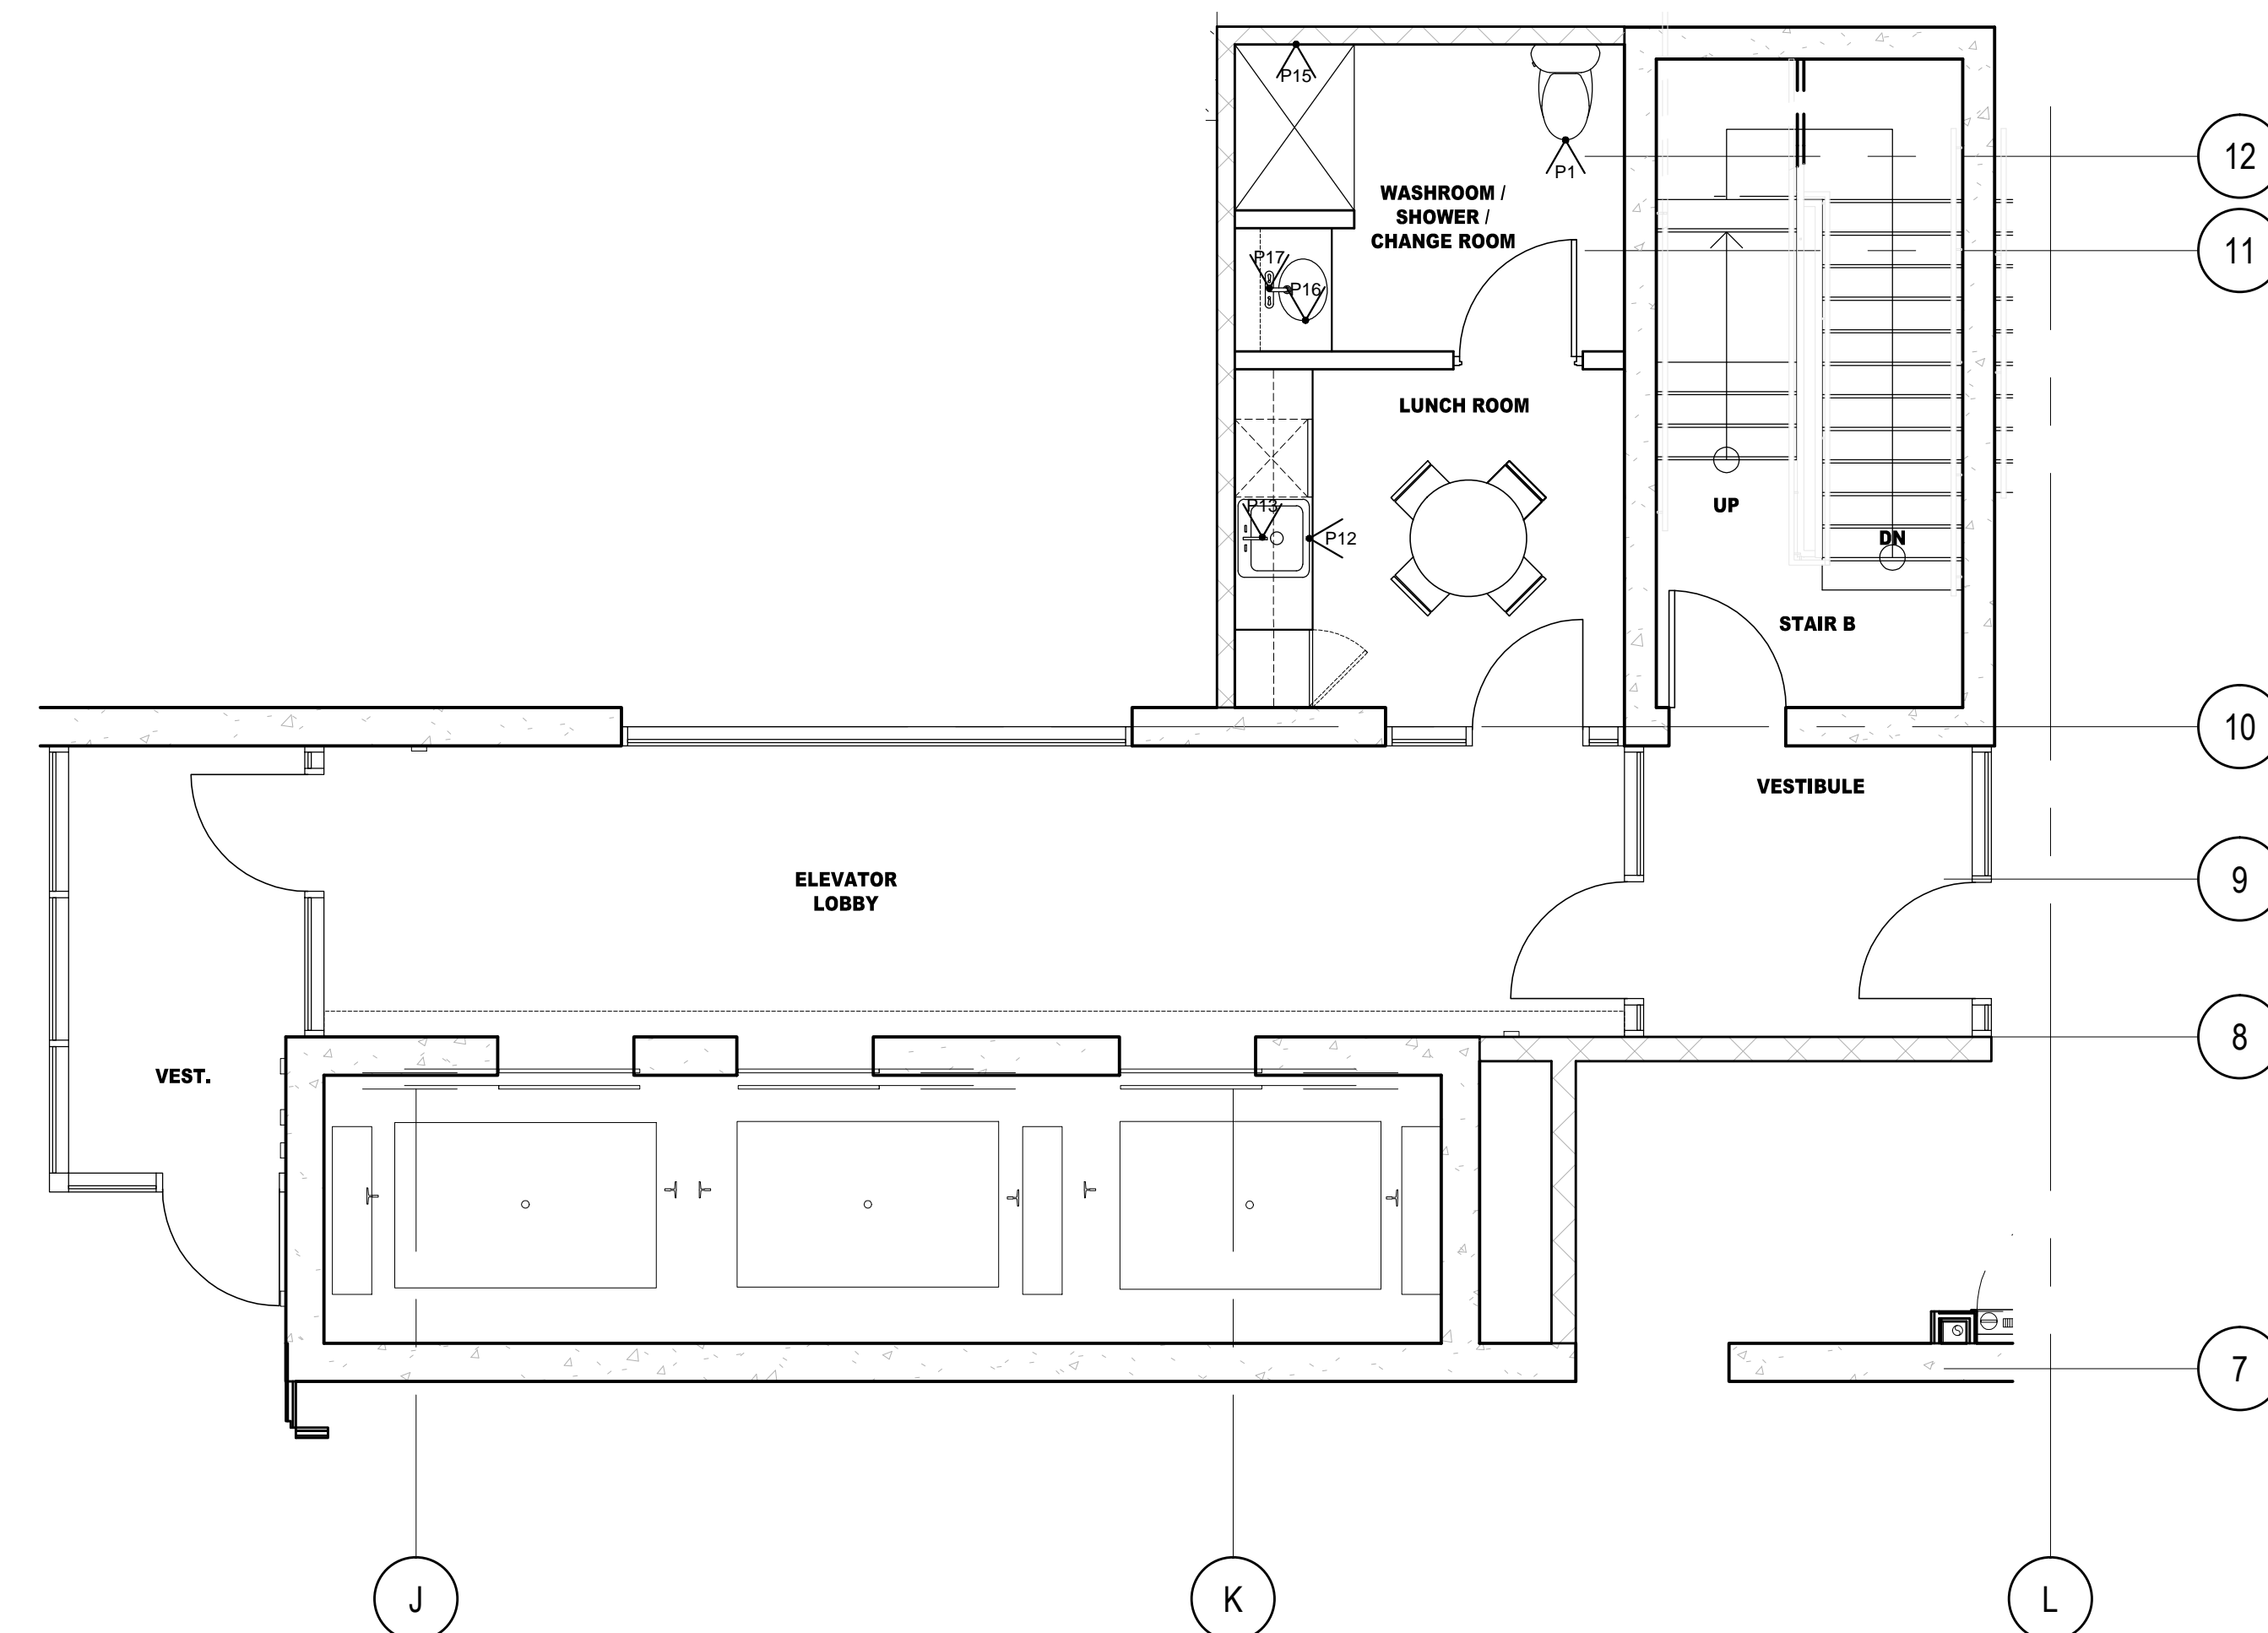 P15
12
P1
WASHROOM /
SHOWER /
CHANGE ROOM
11
P17
P16
LUNCH ROOM
P13
UP
P12
DN
STAIR B
10
VESTIBULE
9
ELEVATOR
LOBBY
8
VEST.
7
J
K
L